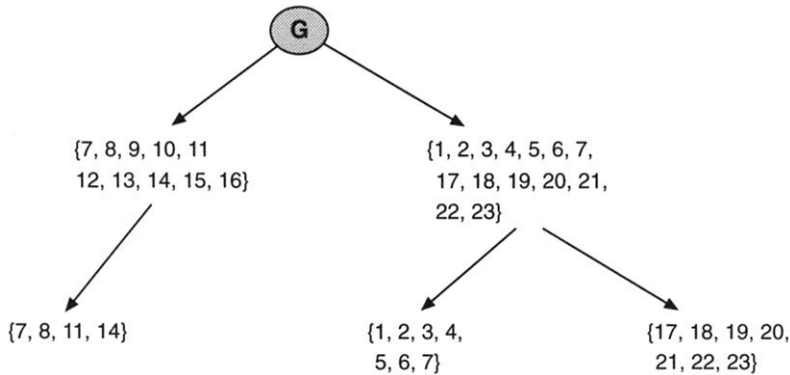 G
{7, 8, 9, 10, 11
12, 13, 14, 15, 16}
{1, 2, 3, 4, 5, 6, 7,
17, 18, 19, 20, 21,
22, 23}
{7, 8, 11, 14}
{1, 2, 3, 4,
5, 6, 7}
{17, 18, 19, 20,
21, 22, 23}